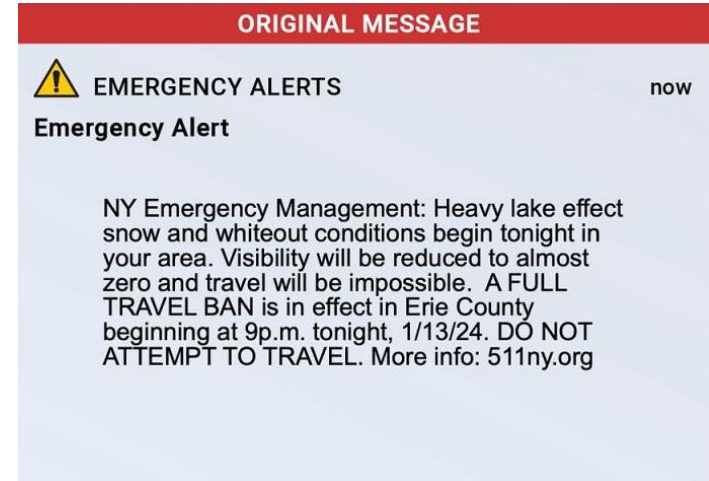 ORIGINAL MESSAGE
EMERGENCY ALERTS
now
Emergency Alert
NY Emergency Management: Heavy lake effect
snow and whiteout conditions begin tonight in
your area. Visibility will be reduced to almost
zero and travel will be impossible.  A FULL
TRAVEL BAN is in effect in Erie County
beginning at 9p.m. tonight, 1/13/24. DO NOT
ATTEMPT TO TRAVEL. More info: 511ny.org